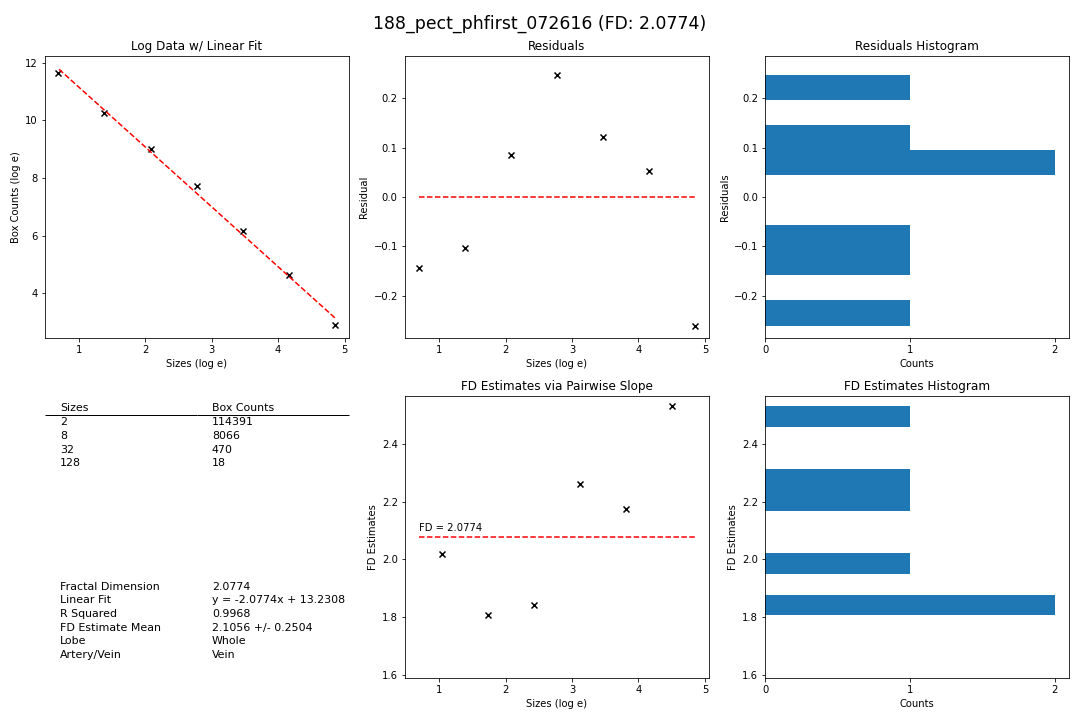 188_pect_phfirst_072616 (FD: 2.0774)
Log Data w/ Linear Fit
12
10
8
6
4
Box Counts (log e)
1 2 3 4 5
Sizes (log e)
Residuals
0.2
0.1
0.0
−0.1
−0.2
Residual
1 2 3 4 5
Sizes (log e)
Residuals Histogram
0.2
0.1
0.0
−0.1
−0.2
Residuals
0 1 2
Counts
Sizes Box Counts
2 114391
8 8066
32 470
128 18
Fractal Dimension 2.0774
Linear Fit y = -2.0774x + 13.2308
R Squared 0.9968
FD Estimate Mean 2.1056 +/- 0.2504
Lobe Whole
Artery/Vein Vein
FD Estimates via Pairwise Slope
2.4
2.2
2.0
1.8
1.6
FD Estimates
FD = 2.0774
1 2 3 4 5
Sizes (log e)
FD Estimates Histogram
2.4
2.2
2.0
1.8
1.6
FD Estimates
0 1 2
Counts